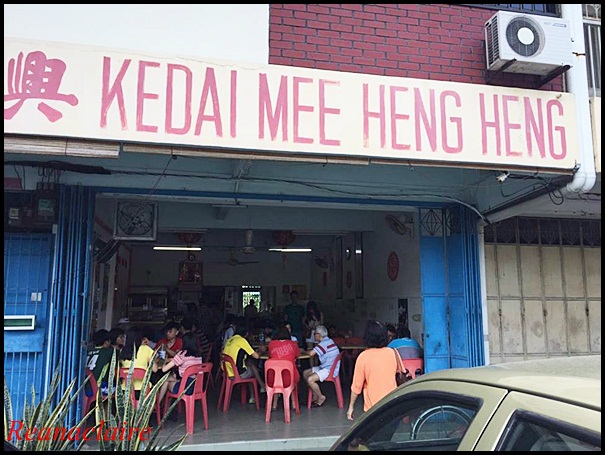 興 KEDAI MEE HENG HENG
Reanaclaire